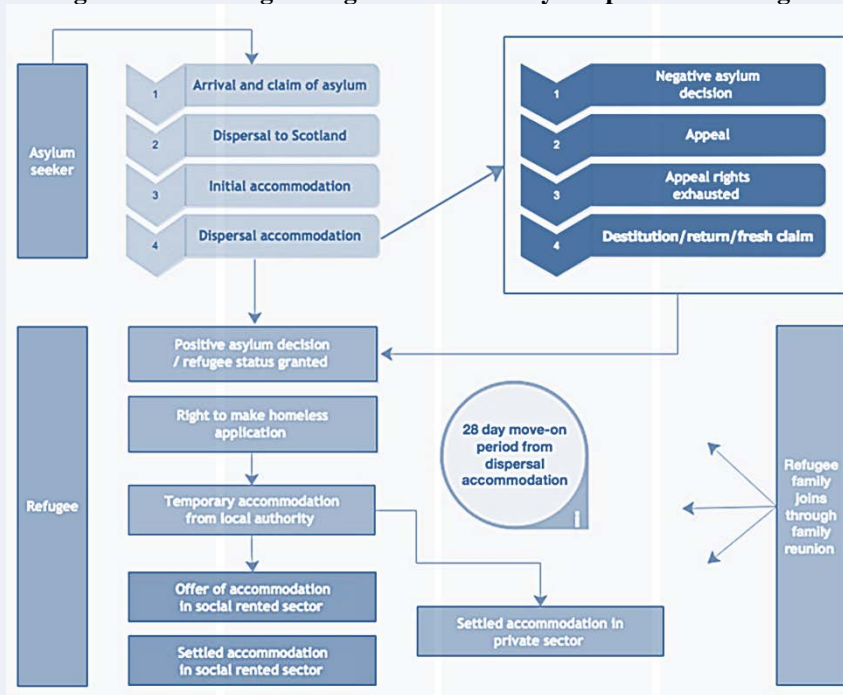 Asylum
seeker
1
Arrival and claim of asylum
2
Dispersal to Scotland
3
Initial accommodation
4
Dispersal accommodation
1
Negative asylum
decision
2
Appeal
3
Appeal rights
exhausted
4
Destitution/return/fresh claim
Refugee
Positive asylum decision
/ refugee status granted
Right to make homeless
application
Temporary accommodation
from local authority
Offer of accommodation
in social rented sector
Settled accommodation
in social rented sector
28 day move-on
period from
dispersal
accommodation
Settled accommodation in
private sector
Refugee
family
joins
through
family
reunion